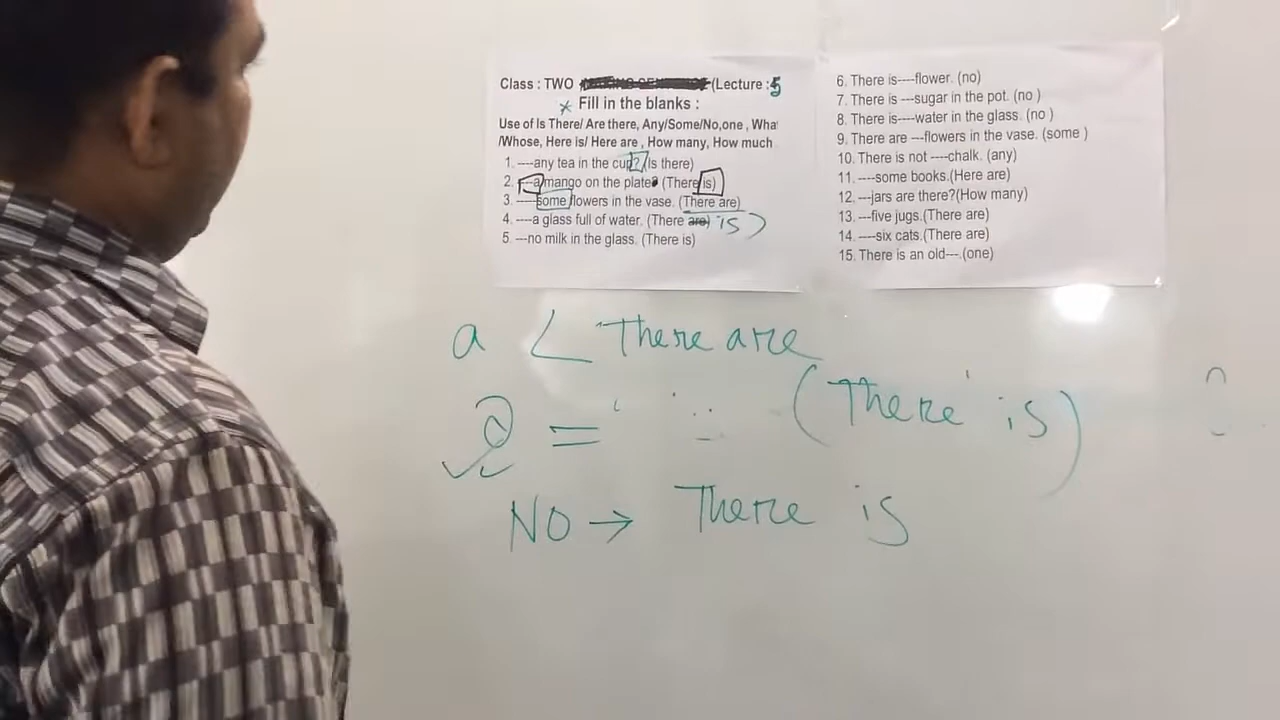 Class : TWO (Lecture : 5
* Fill in the blanks :
Use of Is There/ Are there, Any/Some/No,one , Wha
/Whose, Here is/ Here are , How many, How much
1. ----any tea in the cup? (Is there)
2. ---a mango on the plate (There is)
3. -----some flowers in the vase. (There are)
4. ----a glass full of water. (There are) is)
5. ---no milk in the glass. (There is)
6. There is----flower. (no)
7. There is ---sugar in the pot. (no )
8. There is----water in the glass. (no )
9. There are ---flowers in the vase. (some )
10. There is not ----chalk. (any)
11. ----some books.(Here are)
12. ---jars are there?(How many)
13. ---five jugs.(There are)
14. ----six cats.(There are)
15. There is an old---.(one)
a < There are
= (There is)
NO → There is